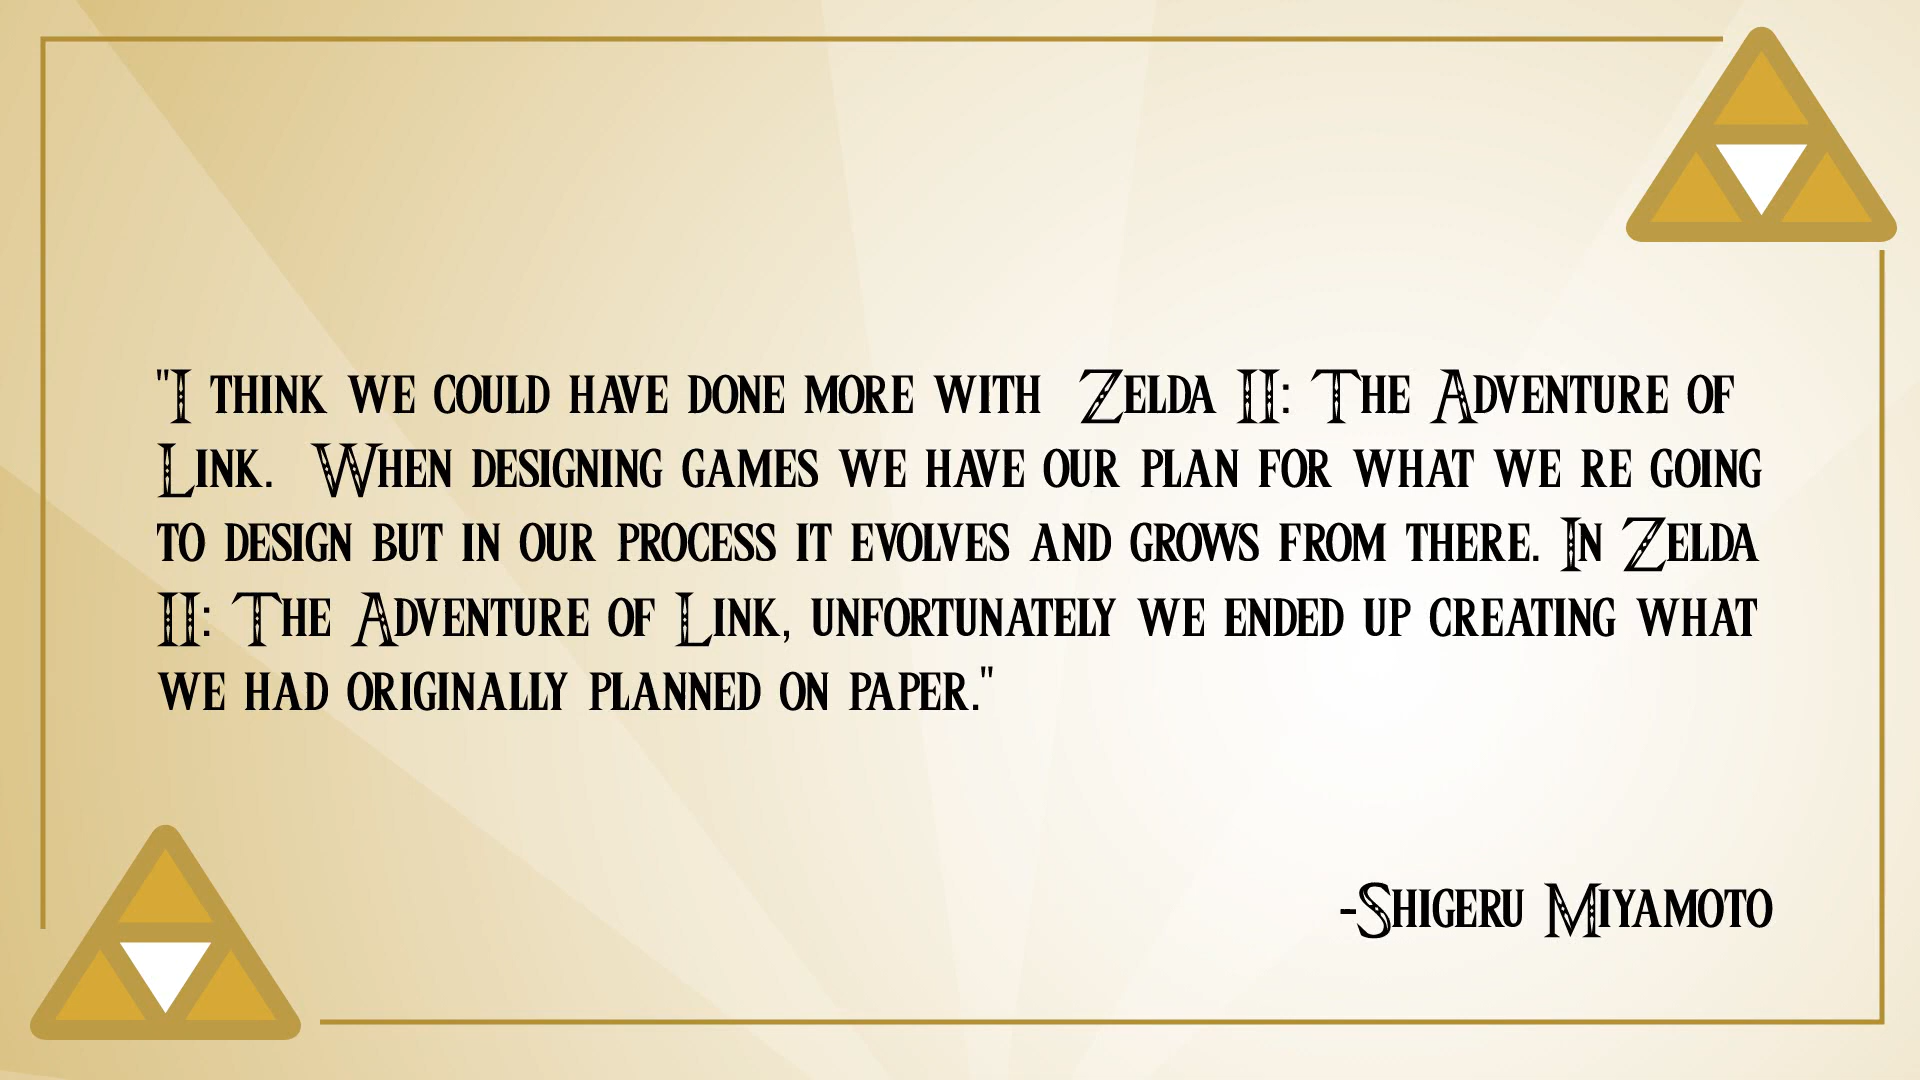 "I think we could have done more with Zelda II: The Adventure of
Link. When designing games we have our plan for what we re going
to design but in our process it evolves and grows from there. In Zelda
II: The Adventure of Link, unfortunately we ended up creating what
we had originally planned on paper."
-Shigeru Miyamoto